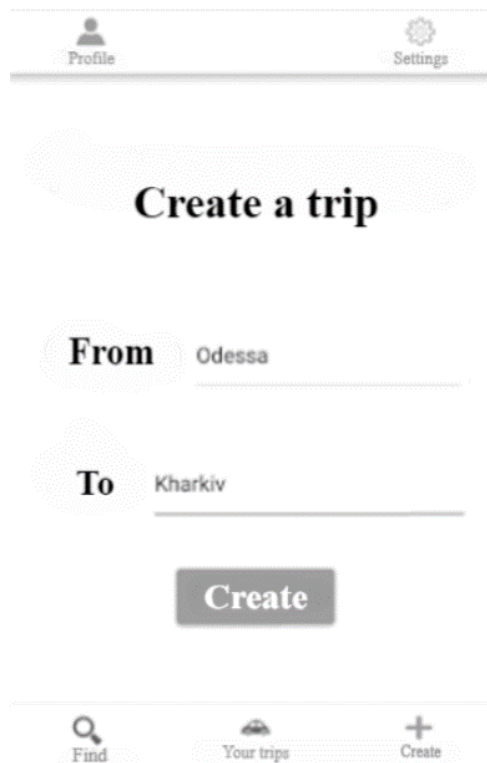 Profile Settings
Create a trip
From Odessa
To Kharkiv
Create
Find Your trips Create